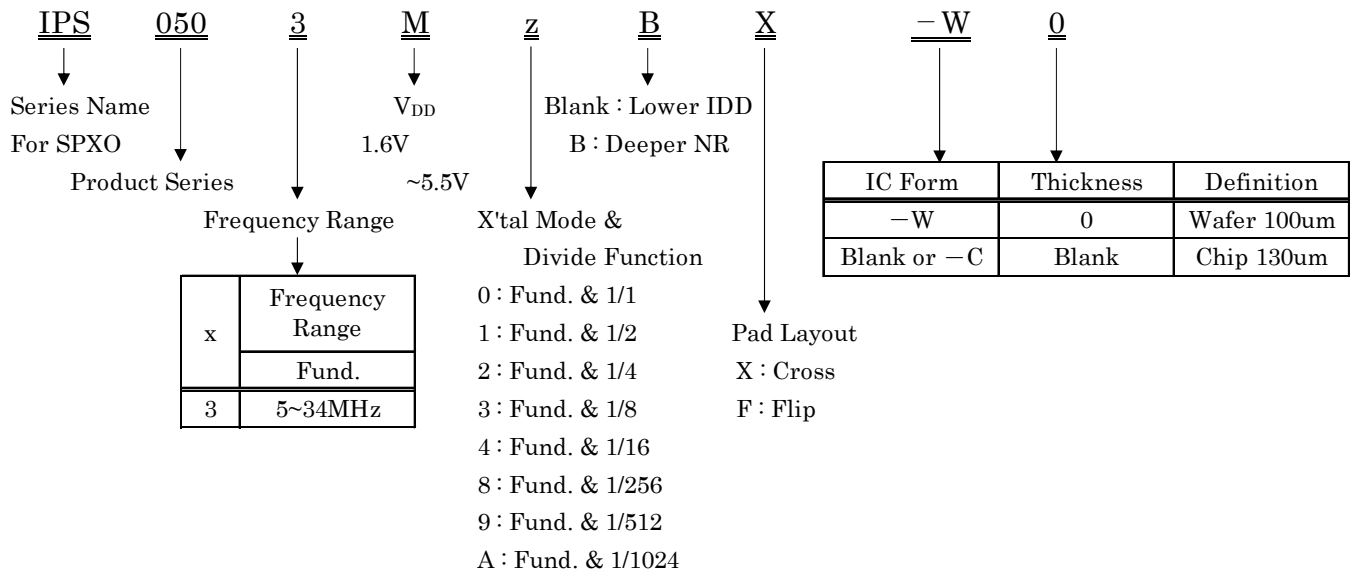 IPS 050 3 M z B X －W 0
Series Name
For SPXO
Product Series
Frequency Range
x
Frequency
Range
Fund.
3 5~34MHz
VDD
1.6V
~5.5V
X'tal Mode &
Divide Function
0：Fund. & 1/1
1：Fund. & 1/2
2：Fund. & 1/4
3：Fund. & 1/8
4：Fund. & 1/16
8：Fund. & 1/256
9：Fund. & 1/512
A：Fund. & 1/1024
Blank：Lower IDD
B：Deeper NR
Pad Layout
X：Cross
F：Flip
IC Form Thickness Definition
－W 0 Wafer 100um
Blank or －C Blank Chip 130um